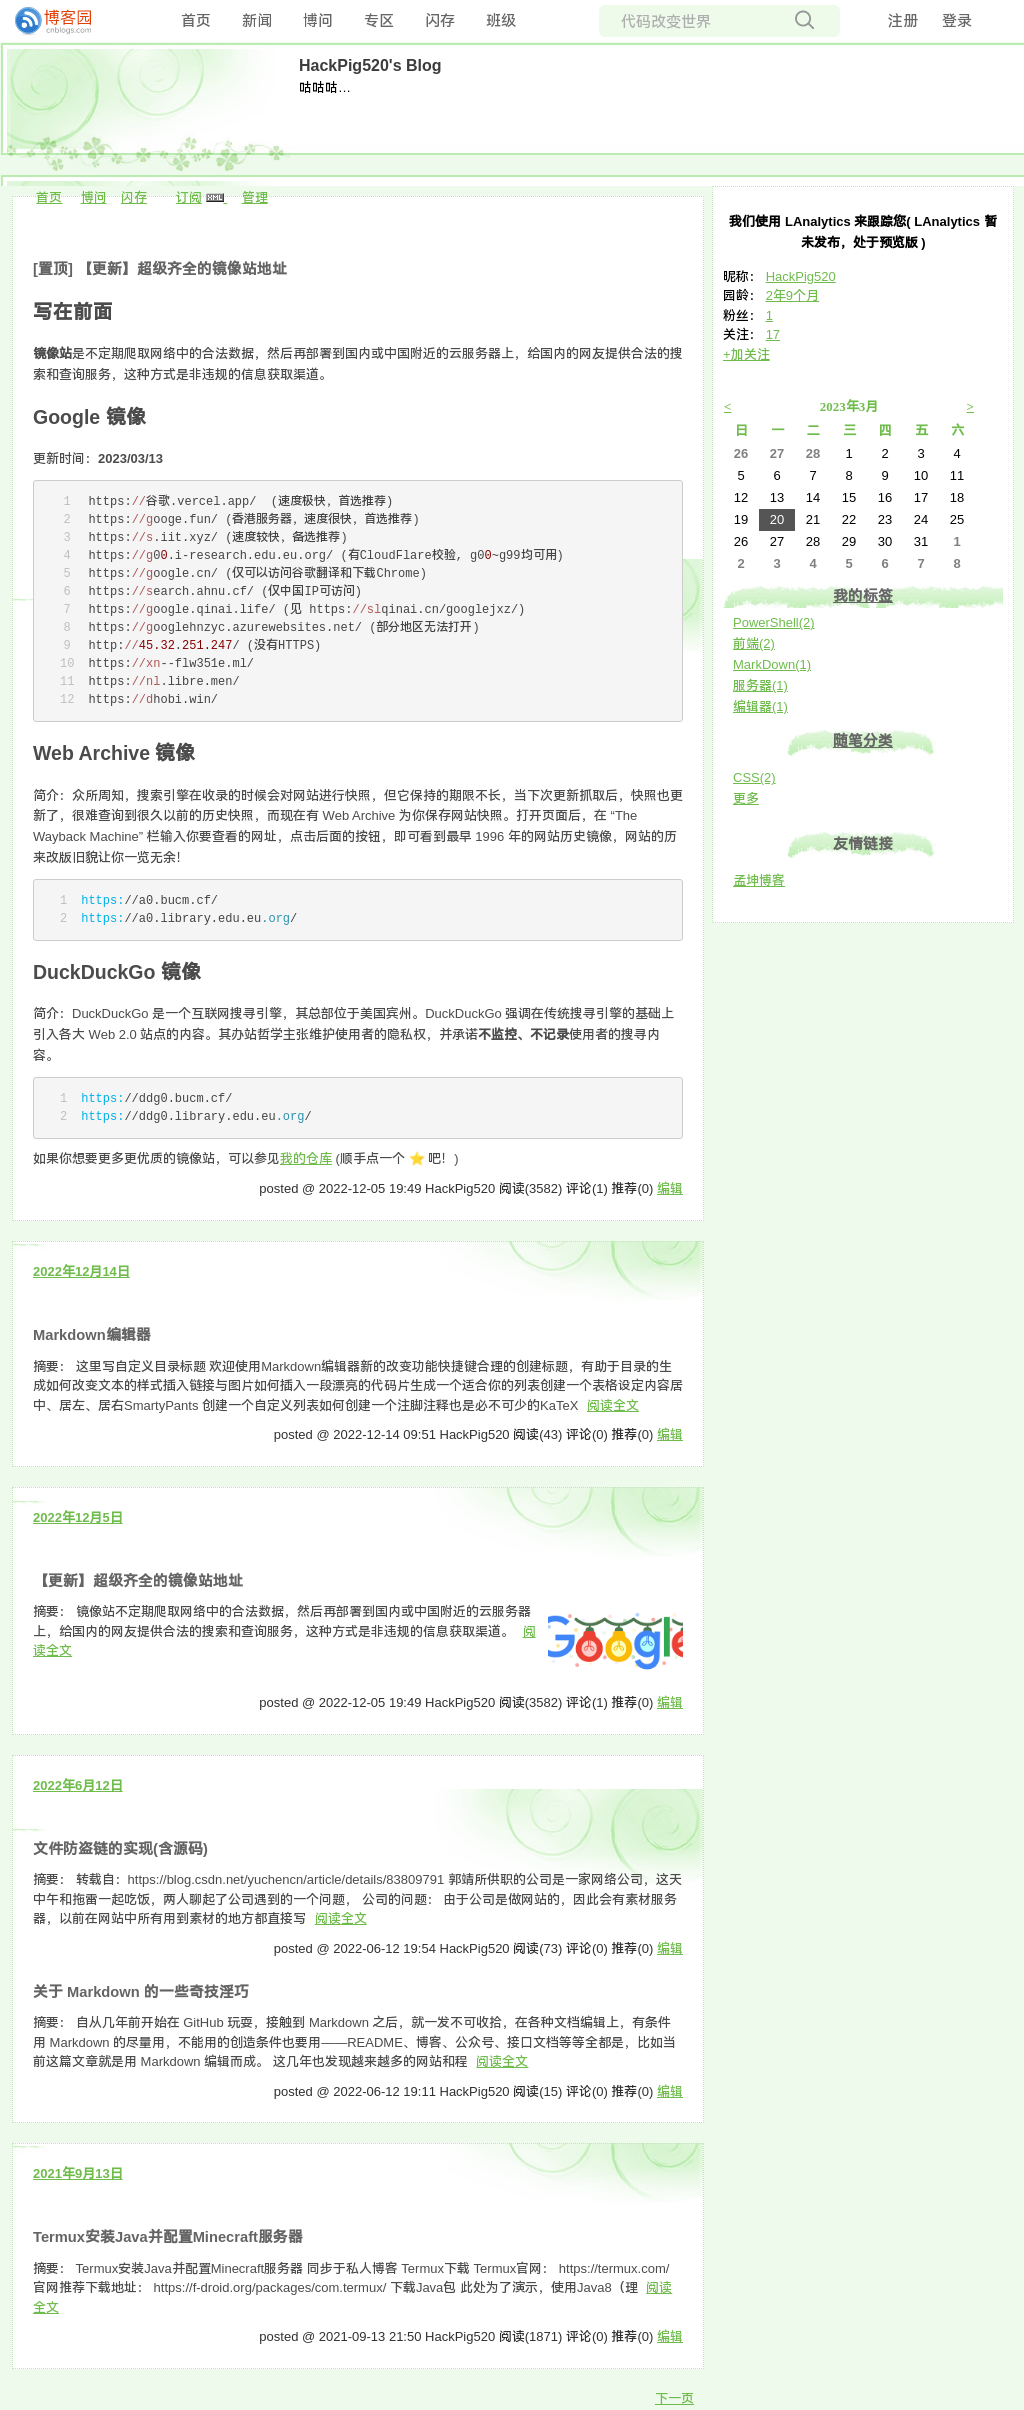 博客园
cnblogs.com
首页 新闻 博问 专区 闪存 班级 代码改变世界 注册 登录
HackPig520's Blog
咕咕咕...
首页 博问 闪存 订阅 XML 管理
[置顶] 【更新】超级齐全的镜像站地址
写在前面
镜像站是不定期爬取网络中的合法数据，然后再部署到国内或中国附近的云服务器上，给国内的网友提供合法的搜
索和查询服务，这种方式是非违规的信息获取渠道。
Google 镜像
更新时间：2023/03/13
1 https://谷歌.vercel.app/ (速度极快，首选推荐)
2 https://googe.fun/ (香港服务器，速度很快，首选推荐)
3 https://s.iit.xyz/ (速度较快，备选推荐)
4 https://g00.i-research.edu.eu.org/ (有CloudFlare校验, g00~g99均可用)
5 https://google.cn/ (仅可以访问谷歌翻译和下载Chrome)
6 https://search.ahnu.cf/ (仅中国IP可访问)
7 https://google.qinai.life/ (见 https://slqinai.cn/googlejxz/)
8 https://googlehnzyc.azurewebsites.net/ (部分地区无法打开)
9 http://45.32.251.247/ (没有HTTPS)
10 https://xn--flw351e.ml/
11 https://nl.libre.men/
12 https://dhobi.win/
Web Archive 镜像
简介：众所周知，搜索引擎在收录的时候会对网站进行快照，但它保持的期限不长，当下次更新抓取后，快照也更
新了，很难查询到很久以前的历史快照，而现在有 Web Archive 为你保存网站快照。打开页面后，在 “The
Wayback Machine” 栏输入你要查看的网址，点击后面的按钮，即可看到最早 1996 年的网站历史镜像，网站的历
来改版旧貌让你一览无余！
1 https://a0.bucm.cf/
2 https://a0.library.edu.eu.org/
DuckDuckGo 镜像
简介：DuckDuckGo 是一个互联网搜寻引擎，其总部位于美国宾州。DuckDuckGo 强调在传统搜寻引擎的基础上
引入各大 Web 2.0 站点的内容。其办站哲学主张维护使用者的隐私权，并承诺不监控、不记录使用者的搜寻内
容。
1 https://ddg0.bucm.cf/
2 https://ddg0.library.edu.eu.org/
如果你想要更多更优质的镜像站，可以参见我的仓库 (顺手点一个 ⭐ 吧！)
posted @ 2022-12-05 19:49 HackPig520 阅读(3582) 评论(1) 推荐(0) 编辑
2022年12月14日
Markdown编辑器
摘要： 这里写自定义目录标题 欢迎使用Markdown编辑器新的改变功能快捷键合理的创建标题，有助于目录的生
成如何改变文本的样式插入链接与图片如何插入一段漂亮的代码片生成一个适合你的列表创建一个表格设定内容居
中、居左、居右SmartyPants 创建一个自定义列表如何创建一个注脚注释也是必不可少的KaTeX 阅读全文
posted @ 2022-12-14 09:51 HackPig520 阅读(43) 评论(0) 推荐(0) 编辑
2022年12月5日
【更新】超级齐全的镜像站地址
摘要： 镜像站不定期爬取网络中的合法数据，然后再部署到国内或中国附近的云服务器
上，给国内的网友提供合法的搜索和查询服务，这种方式是非违规的信息获取渠道。 阅
读全文
Google
posted @ 2022-12-05 19:49 HackPig520 阅读(3582) 评论(1) 推荐(0) 编辑
2022年6月12日
文件防盗链的实现(含源码)
摘要： 转载自：https://blog.csdn.net/yuchencn/article/details/83809791 郭靖所供职的公司是一家网络公司，这天
中午和拖雷一起吃饭，两人聊起了公司遇到的一个问题， 公司的问题： 由于公司是做网站的，因此会有素材服务
器，以前在网站中所有用到素材的地方都直接写 阅读全文
posted @ 2022-06-12 19:54 HackPig520 阅读(73) 评论(0) 推荐(0) 编辑
关于 Markdown 的一些奇技淫巧
摘要： 自从几年前开始在 GitHub 玩耍，接触到 Markdown 之后，就一发不可收拾，在各种文档编辑上，有条件
用 Markdown 的尽量用，不能用的创造条件也要用——README、博客、公众号、接口文档等等全都是，比如当
前这篇文章就是用 Markdown 编辑而成。 这几年也发现越来越多的网站和程 阅读全文
posted @ 2022-06-12 19:11 HackPig520 阅读(15) 评论(0) 推荐(0) 编辑
2021年9月13日
Termux安装Java并配置Minecraft服务器
摘要： Termux安装Java并配置Minecraft服务器 同步于私人博客 Termux下载 Termux官网： https://termux.com/
官网推荐下载地址： https://f-droid.org/packages/com.termux/ 下载Java包 此处为了演示，使用Java8（理 阅读
全文
posted @ 2021-09-13 21:50 HackPig520 阅读(1871) 评论(0) 推荐(0) 编辑
下一页
我们使用 LAnalytics 来跟踪您( LAnalytics 暂
未发布，处于预览版 )
昵称： HackPig520
园龄： 2年9个月
粉丝： 1
关注： 17
+加关注
< 2023年3月 >
日 一 二 三 四 五 六
26 27 28 1 2 3 4
5 6 7 8 9 10 11
12 13 14 15 16 17 18
19 20 21 22 23 24 25
26 27 28 29 30 31 1
2 3 4 5 6 7 8
我的标签
PowerShell(2)
前端(2)
MarkDown(1)
服务器(1)
编辑器(1)
随笔分类
CSS(2)
更多
友情链接
孟坤博客